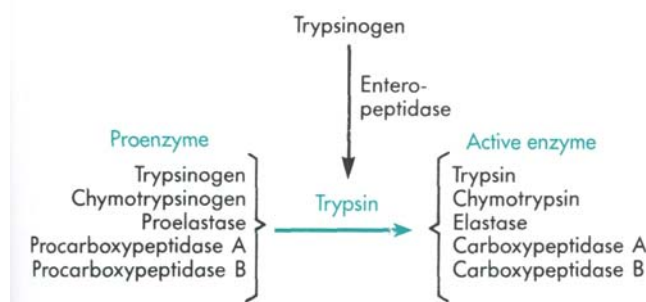 Trypsinogen
Entero-
peptidase
Proenzyme
Trypsinogen
Chymotrypsinogen
Proelastase
Procarboxypeptidase A
Procarboxypeptidase B
Trypsin
Active enzyme
Trypsin
Chymotrypsin
Elastase
Carboxypeptidase A
Carboxypeptidase B